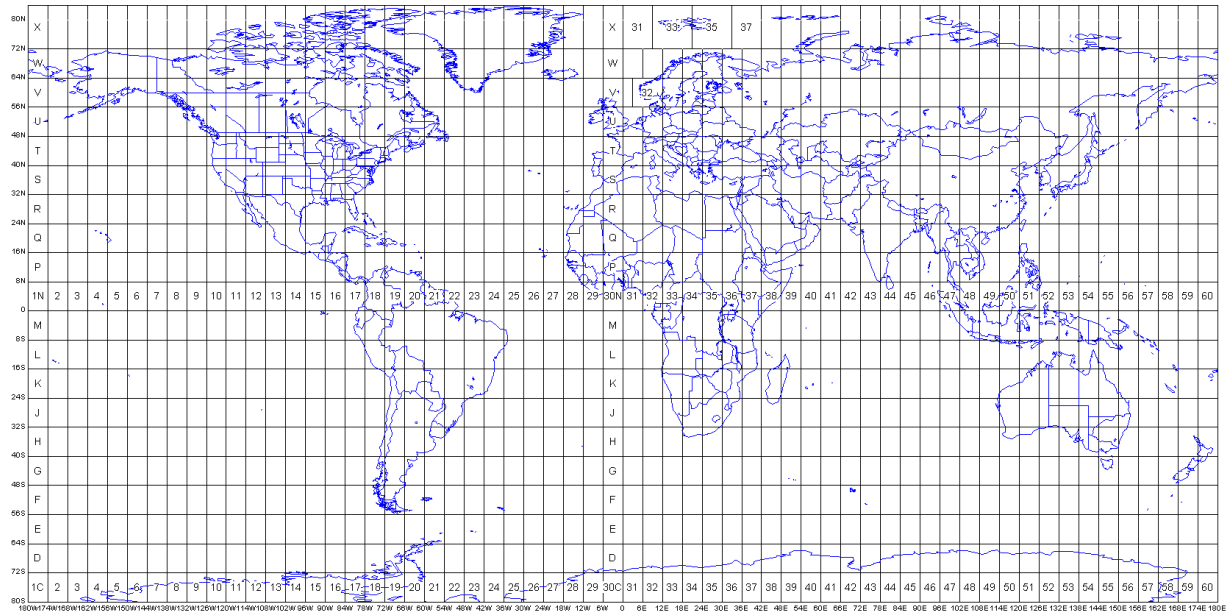 80N
X X 31 33 35 37
72N
W W
64N
V V 32
56N
U U
48N
T T
40N
S S
32N
R R
24N
Q Q
16N
P P
8N
1N 2 3 4 5 6 7 8 9 10 11 12 13 14 15 16 17 18 19 20 21 22 23 24 25 26 27 28 29 30N 31 32 33 34 35 36 37 38 39 40 41 42 43 44 45 46 47 48 49 50 51 52 53 54 55 56 57 58 59 60
0
M M
8S
L L
16S
K K
24S
J J
32S
H H
40S
G G
48S
F F
56S
E E
64S
D D
72S
1C 2 3 4 5 6 7 8 9 10 11 12 13 14 15 16 17 18 19 20 21 22 23 24 25 26 27 28 29 30C 31 32 33 34 35 36 37 38 39 40 41 42 43 44 45 46 47 48 49 50 51 52 53 54 55 56 57 58 59 60
80S
180W 174W 168W 162W 156W 150W 144W 138W 132W 126W 120W 114W 108W 102W 96W 90W 84W 78W 72W 66W 60W 54W 48W 42W 36W 30W 24W 18W 12W 6W 0 6E 12E 18E 24E 30E 36E 42E 48E 54E 60E 66E 72E 78E 84E 90E 96E 102E 108E 114E 120E 126E 132E 138E 144E 150E 156E 162E 168E 174E 180E